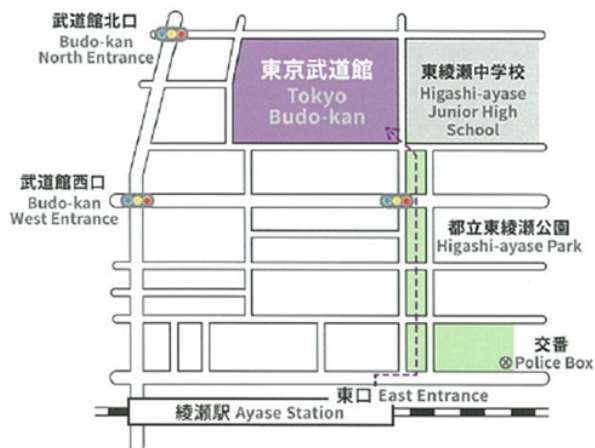 武道館北口
Budo-kan
North Entrance
東京武道館
Tokyo
Budo-kan
東綾瀬中学校
Higashi-ayase
Junior High
School
武道館西口
Budo-kan
West Entrance
都立東綾瀬公園
Higashi-ayase Park
交番
Police Box
東口 East Entrance
綾瀬駅 Ayase Station